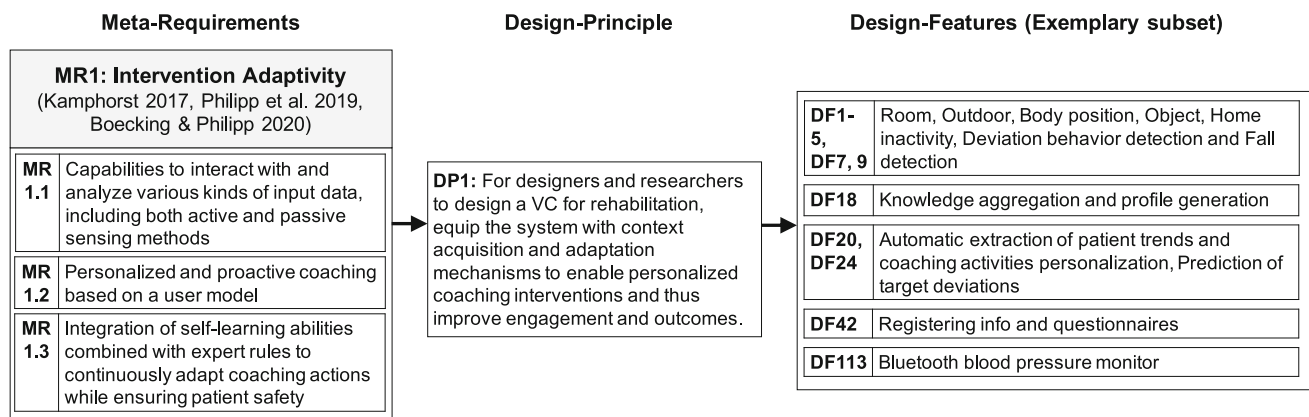 Meta-Requirements
Design-Principle
Design-Features (Exemplary subset)
MR1: Intervention Adaptivity
(Kamphorst 2017, Philipp et al. 2019,
Boecking & Philipp 2020)
MR
1.1
Capabilities to interact with and
analyze various kinds of input data,
including both active and passive
sensing methods
MR
1.2
Personalized and proactive coaching
based on a user model
MR
1.3
Integration of self-learning abilities
combined with expert rules to
continuously adapt coaching actions
while ensuring patient safety
DP1: For designers and researchers
to design a VC for rehabilitation,
equip the system with context
acquisition and adaptation
mechanisms to enable personalized
coaching interventions and thus
improve engagement and outcomes.
DF1-
5,
DF7, 9
Room, Outdoor, Body position, Object, Home
inactivity, Deviation behavior detection and Fall
detection
DF18
Knowledge aggregation and profile generation
DF20,
DF24
Automatic extraction of patient trends and
coaching activities personalization, Prediction of
target deviations
DF42
Registering info and questionnaires
DF113
Bluetooth blood pressure monitor